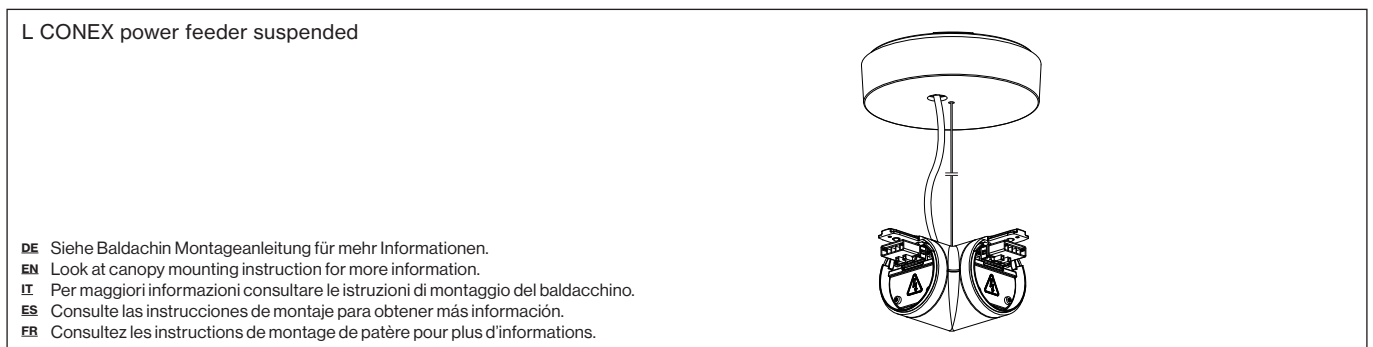 L CONEX power feeder suspended
DE Siehe Baldachin Montageanleitung für mehr Informationen.
EN Look at canopy mounting instruction for more information.
IT Per maggiori informazioni consultare le istruzioni di montaggio del baldacchino.
ES Consulte las instrucciones de montaje para obtener más información.
FR Consultez les instructions de montage de patère pour plus d'informations.